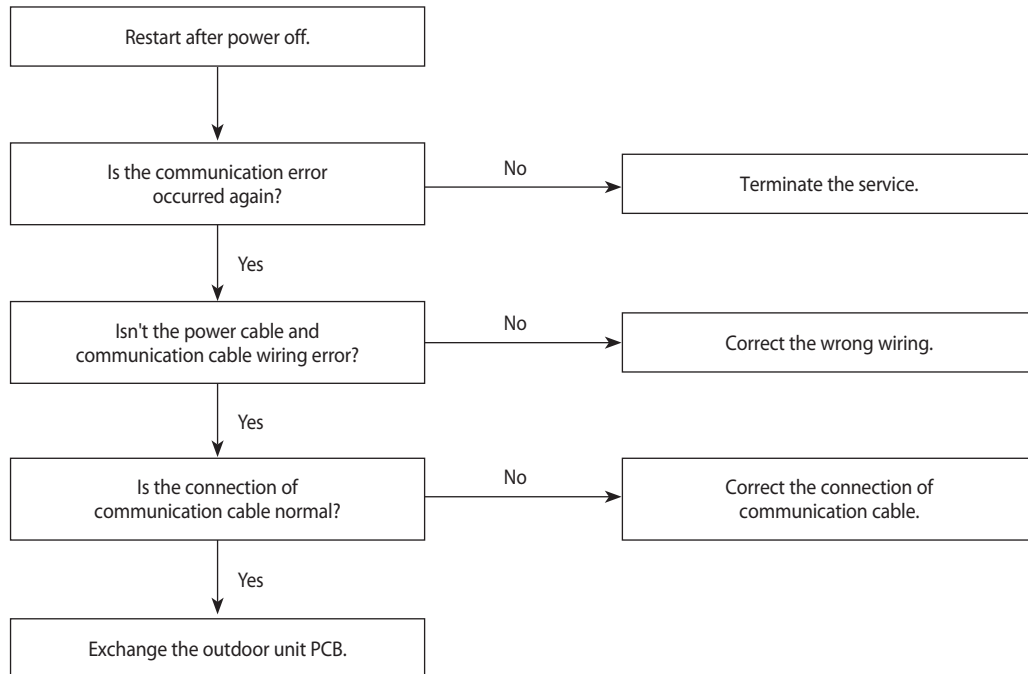 Restart after power off.
Is the communication error
occurred again?
No
Terminate the service.
Yes
Isn't the power cable and
communication cable wiring error?
No
Correct the wrong wiring.
Yes
Is the connection of
communication cable normal?
No
Correct the connection of
communication cable.
Yes
Exchange the outdoor unit PCB.